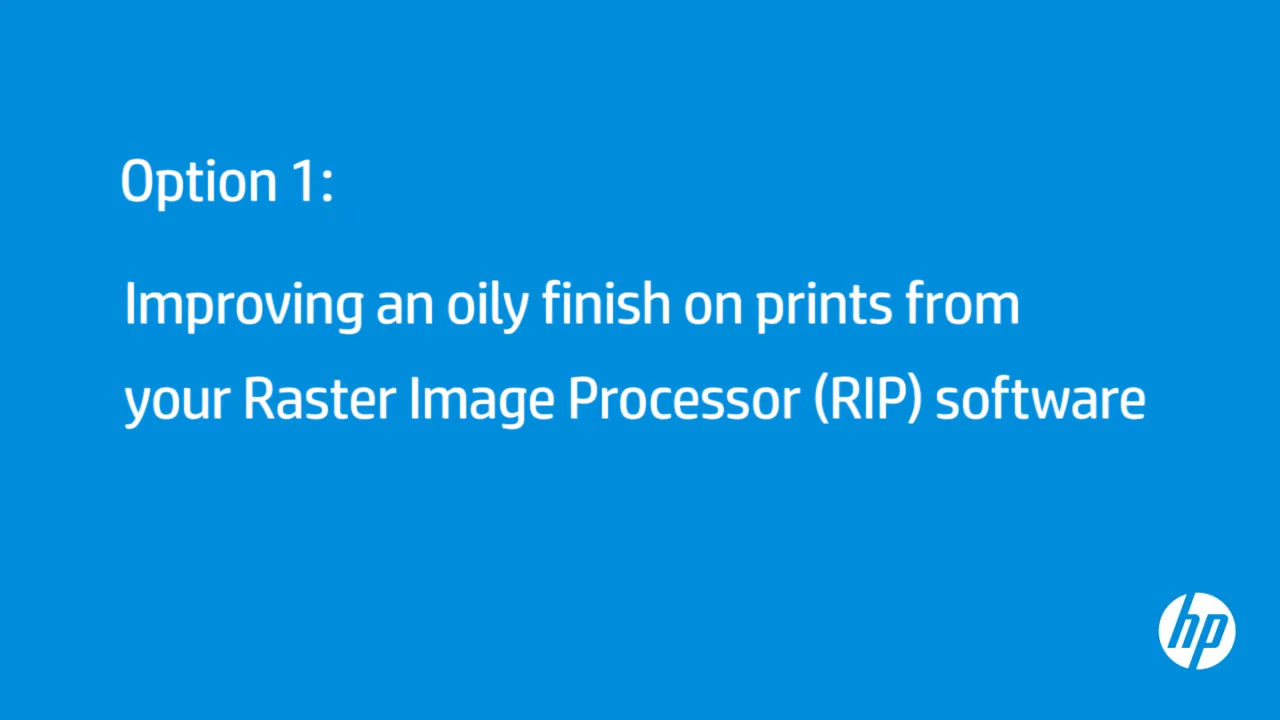 Option 1:
Improving an oily finish on prints from
your Raster Image Processor (RIP) software
hp